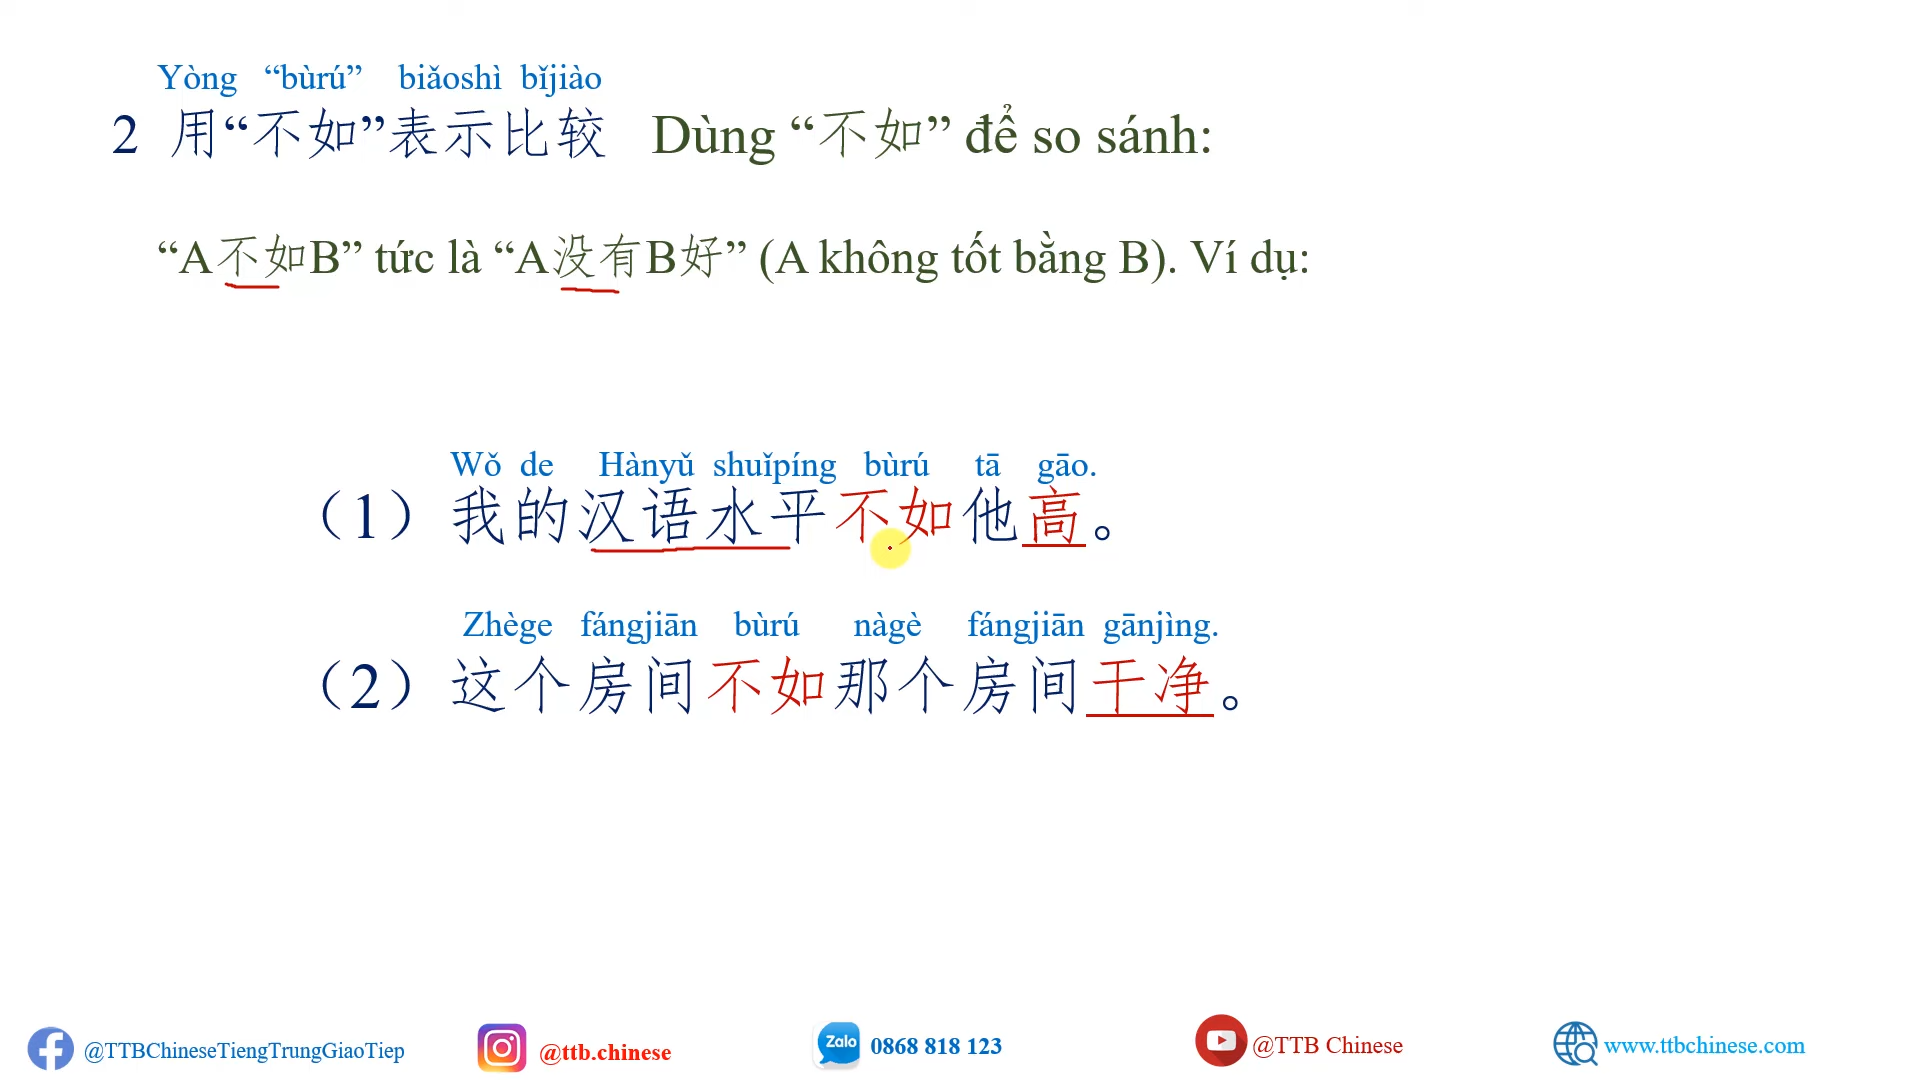 Yòng “bùrú” biǎoshì bǐjiào
2 用“不如”表示比较 Dùng “不如” để so sánh:
“A不如B” tức là “A没有B好” (A không tốt bằng B). Ví dụ:
Wǒ de Hànyǔ shuǐpíng bùrú tā gāo.
（1）我的汉语水平不如他高。
Zhège fángjiān bùrú nàgè fángjiān gānjìng.
（2）这个房间不如那个房间干净。
@TTBChineseTiengTrungGiaoTiep @ttb.chinese Zalo 0868 818 123 @TTB Chinese www.ttbchinese.com